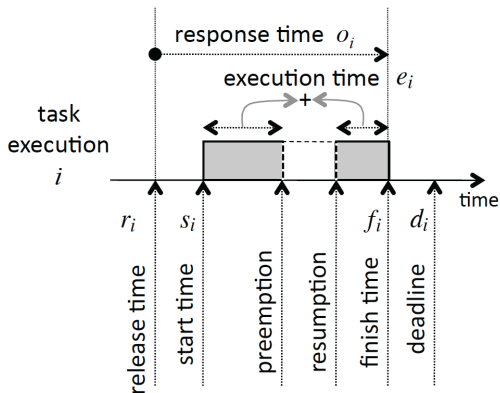 response time o_i
execution time e_i
+
task
execution
i
time
r_i
s_i
f_i
d_i
release time
start time
preemption
resumption
finish time
deadline